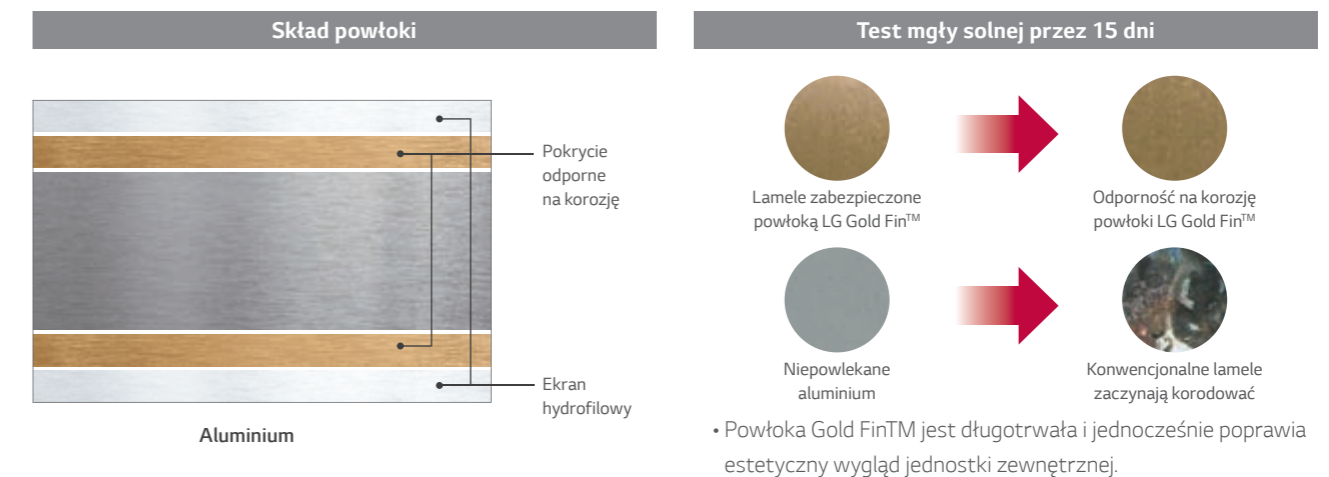 Skład powłoki
Pokrycie
odporne
na korozję
Ekran
hydrofilowy
Aluminium
Test mgły solnej przez 15 dni
Lamele zabezpieczone
powłoką LG Gold Fin™
Odporność na korozję
powłoki LG Gold Fin™
Niepowlekane
aluminium
Konwencjonalne lamele
zaczynają korodować
• Powłoka Gold FinTM jest długotrwała i jednocześnie poprawia
estetyczny wygląd jednostki zewnętrznej.